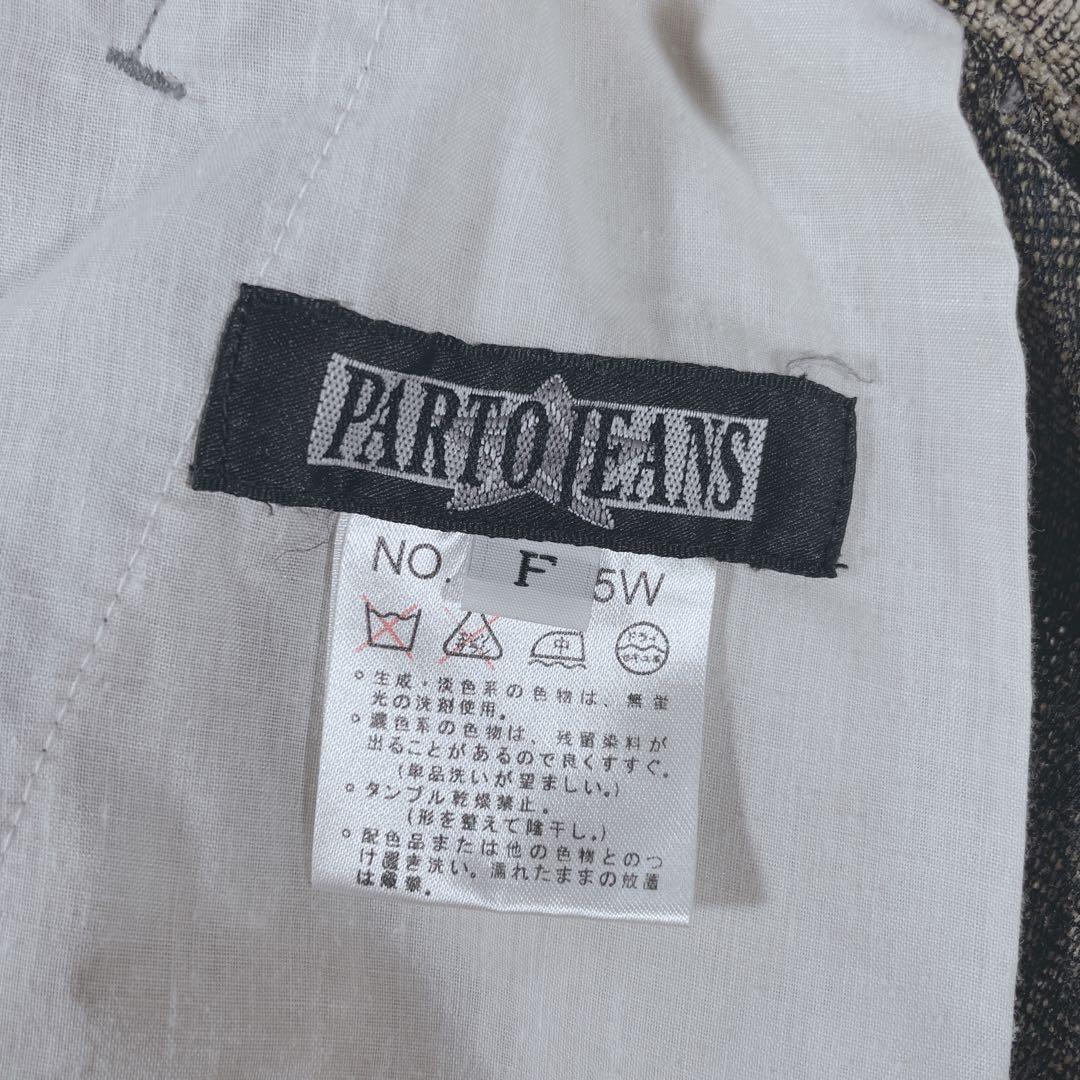 PARTO JEANS
NO. F 5W
中 ドライ
。生成・淡色系の色物は、無蛍
光の洗剤使用。
。濃色系の色物は、残留染料が
出ることがあるので良くすすぐ。
(単品洗いが望ましい。)
。タンブル乾燥禁止。
(形を整えて陰干し。)
。配色品または他の色物とのつ
け置き洗い。濡れたままの放置
は厳禁。